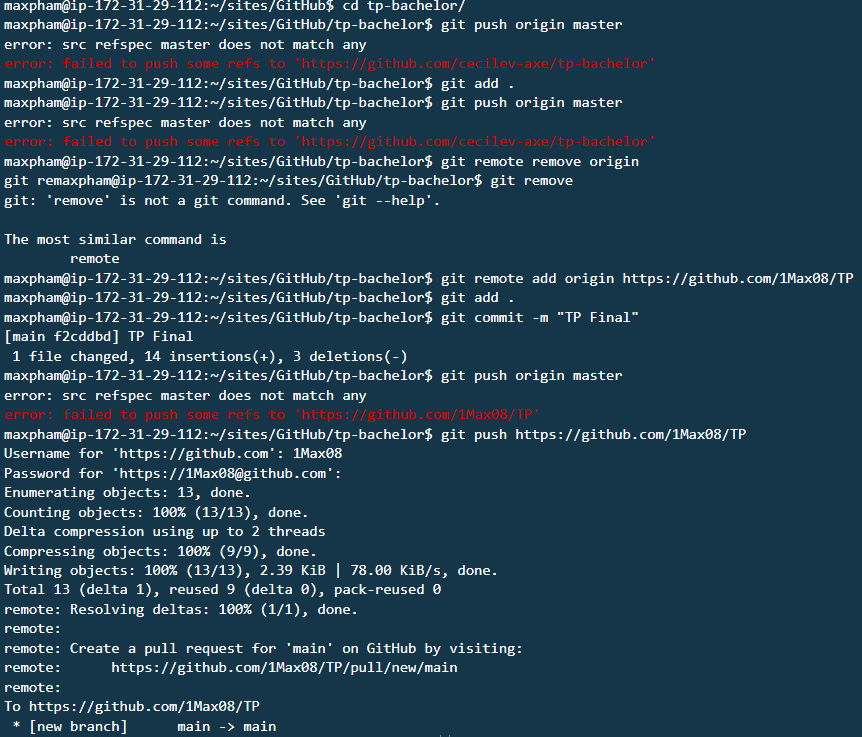 maxpham@ip-172-31-29-112:~/sites/GitHub$ cd tp-bachelor/
maxpham@ip-172-31-29-112:~/sites/GitHub/tp-bachelor$ git push origin master
error: src refspec master does not match any
error: failed to push some refs to 'https://github.com/cecilev-axe/tp-bachelor'
maxpham@ip-172-31-29-112:~/sites/GitHub/tp-bachelor$ git add .
maxpham@ip-172-31-29-112:~/sites/GitHub/tp-bachelor$ git push origin master
error: src refspec master does not match any
error: failed to push some refs to 'https://github.com/cecilev-axe/tp-bachelor'
maxpham@ip-172-31-29-112:~/sites/GitHub/tp-bachelor$ git remote remove origin
git remaxpham@ip-172-31-29-112:~/sites/GitHub/tp-bachelor$ git remove
git: 'remove' is not a git command. See 'git --help'.

The most similar command is
        remote
maxpham@ip-172-31-29-112:~/sites/GitHub/tp-bachelor$ git remote add origin https://github.com/1Max08/TP
maxpham@ip-172-31-29-112:~/sites/GitHub/tp-bachelor$ git add .
maxpham@ip-172-31-29-112:~/sites/GitHub/tp-bachelor$ git commit -m "TP Final"
[main f2cddbd] TP Final
 1 file changed, 14 insertions(+), 3 deletions(-)
maxpham@ip-172-31-29-112:~/sites/GitHub/tp-bachelor$ git push origin master
error: src refspec master does not match any
error: failed to push some refs to 'https://github.com/1Max08/TP'
maxpham@ip-172-31-29-112:~/sites/GitHub/tp-bachelor$ git push https://github.com/1Max08/TP
Username for 'https://github.com': 1Max08
Password for 'https://1Max08@github.com':
Enumerating objects: 13, done.
Counting objects: 100% (13/13), done.
Delta compression using up to 2 threads
Compressing objects: 100% (9/9), done.
Writing objects: 100% (13/13), 2.39 KiB | 78.00 KiB/s, done.
Total 13 (delta 1), reused 9 (delta 0), pack-reused 0
remote: Resolving deltas: 100% (1/1), done.
remote:
remote: Create a pull request for 'main' on GitHub by visiting:
remote:      https://github.com/1Max08/TP/pull/new/main
remote:
To https://github.com/1Max08/TP
 * [new branch]      main -> main